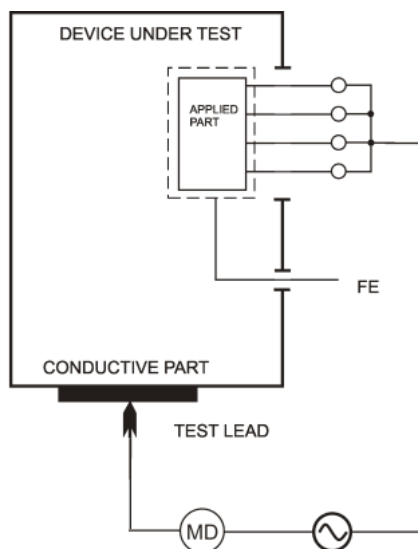 DEVICE UNDER TEST
APPLIED
PART
FE
CONDUCTIVE PART
TEST LEAD
MD